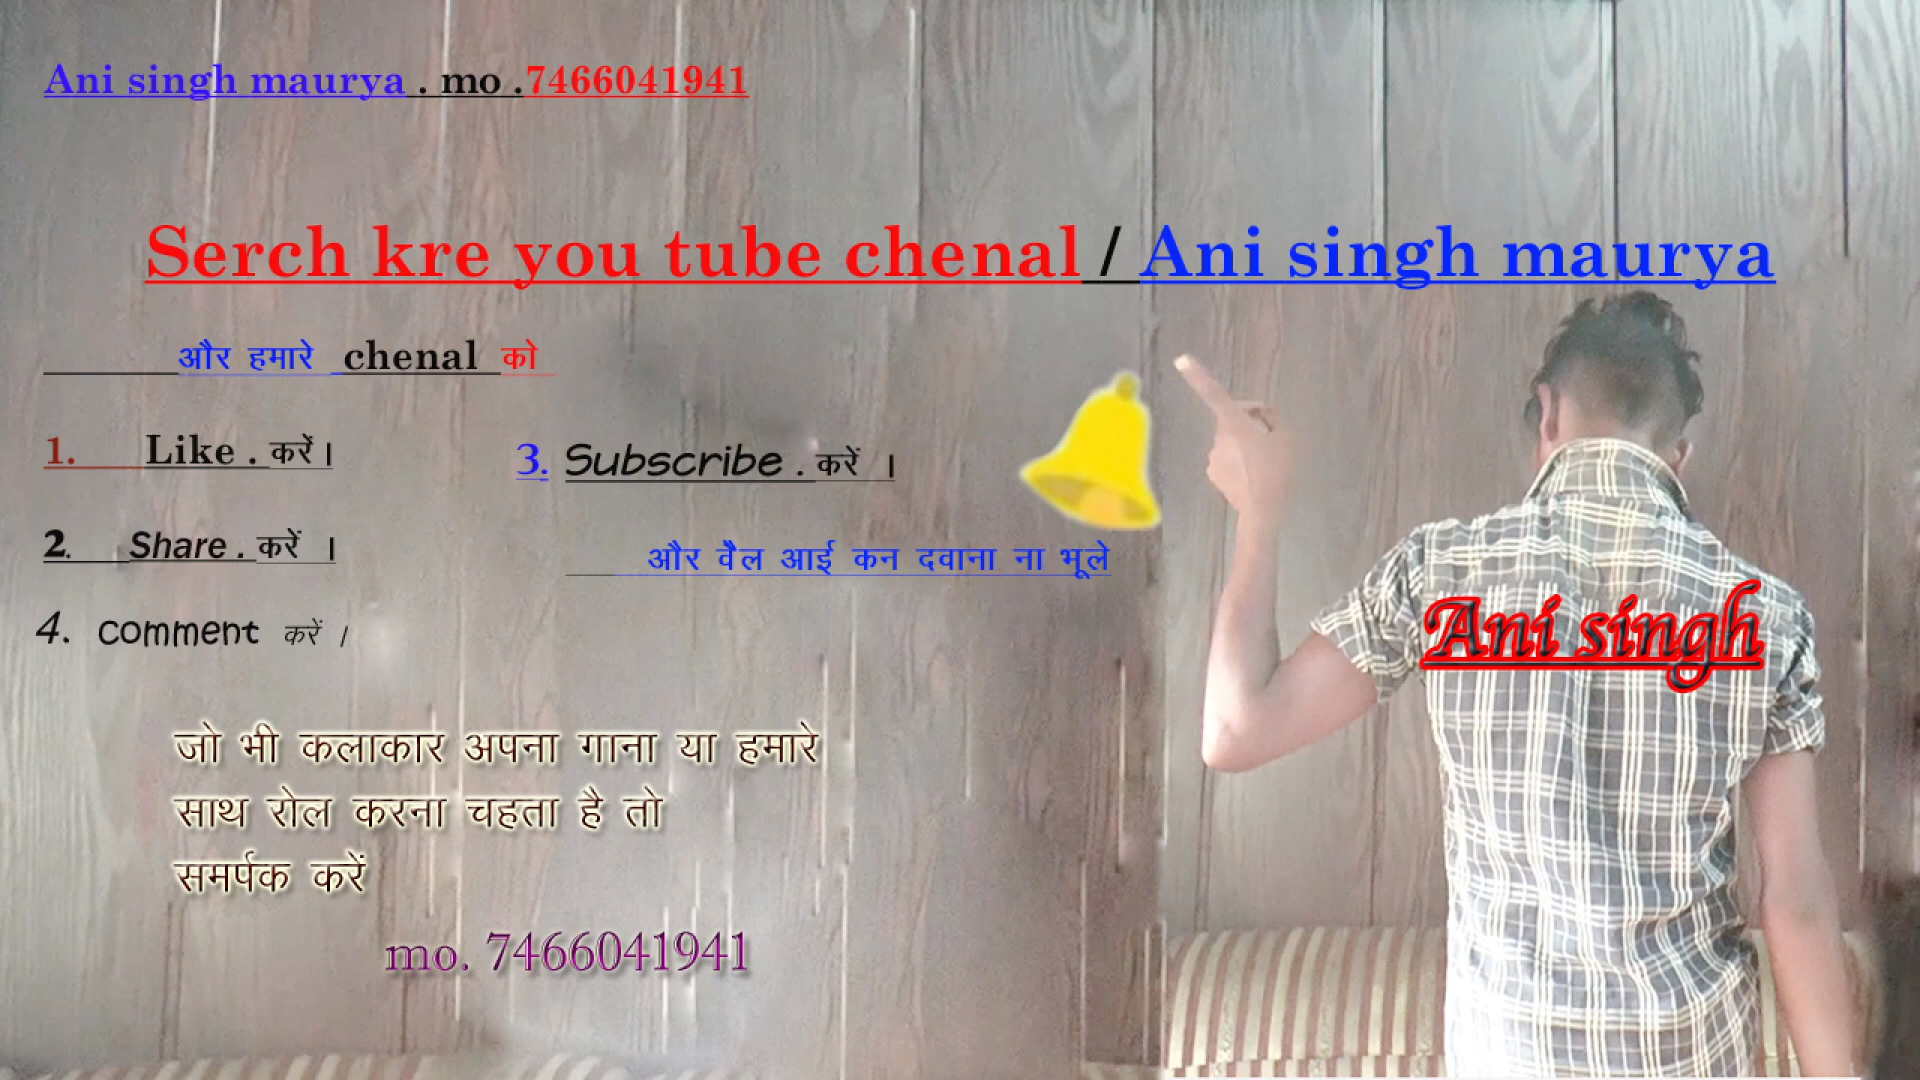 Ani singh maurya . mo .7466041941
Serch kre you tube chenal / Ani singh maurya
और हमारे chenal को
1. Like . करें ।
3. Subscribe . करें ।
2. Share . करें ।
और वैल आई कन दवाना ना भूले
4. comment करें ।
Ani singh
जो भी कलाकार अपना गाना या हमारे
साथ रोल करना चहता है तो
समर्पक करें
mo. 7466041941